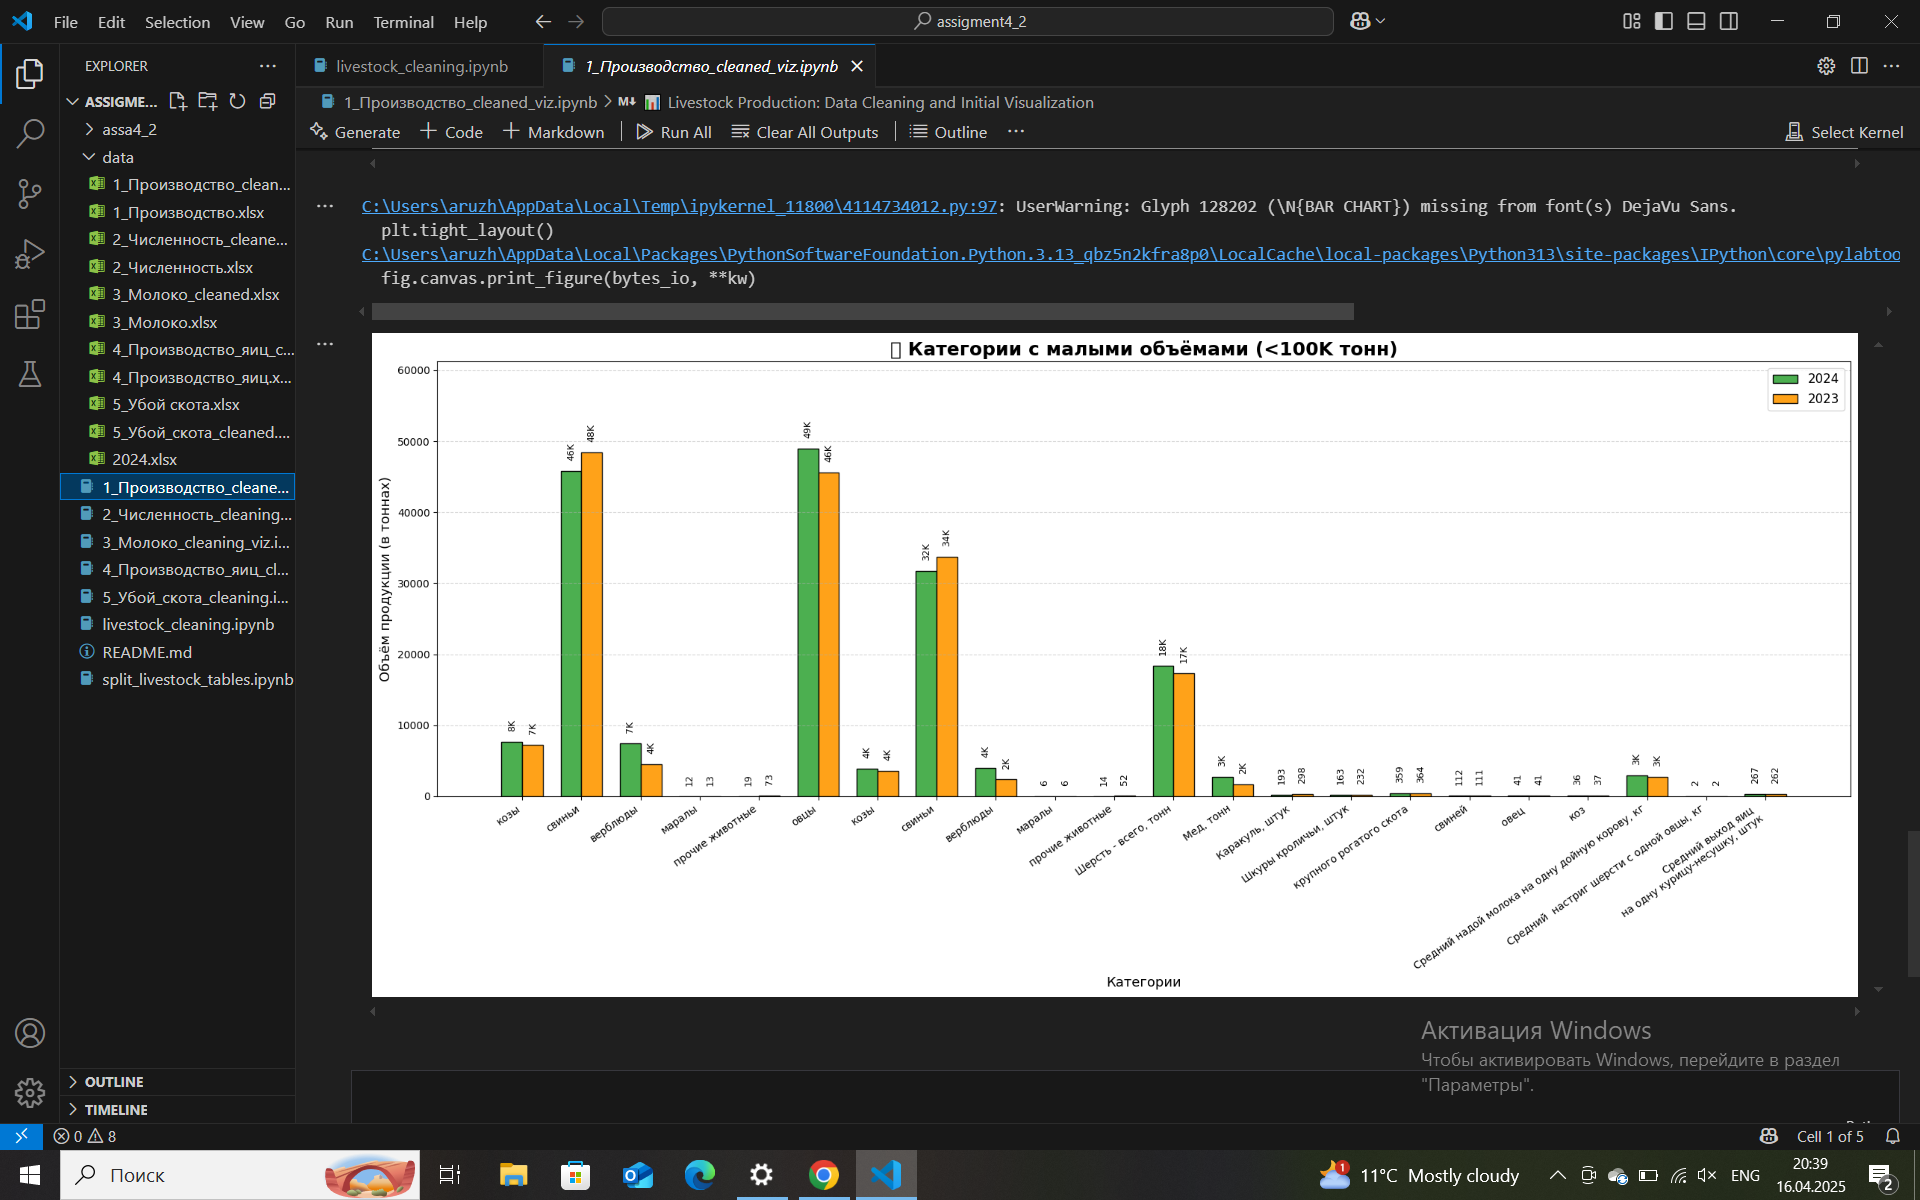 File Edit Selection View Go Run Terminal Help
assigment4_2
EXPLORER
ASSIGME...
assa4_2
data
1_Производство_clean...
1_Производство.xlsx
2_Численность_cleane...
2_Численность.xlsx
3_Молоко_cleaned.xlsx
3_Молоко.xlsx
4_Производство_яиц_c...
4_Производство_яиц.x...
5_Убой скота.xlsx
5_Убой_скота_cleaned....
2024.xlsx
1_Производство_cleane...
2_Численность_cleaning...
3_Молоко_cleaning_viz.i...
4_Производство_яиц_cl...
5_Убой_скота_cleaning.i...
livestock_cleaning.ipynb
README.md
split_livestock_tables.ipynb
OUTLINE
TIMELINE
livestock_cleaning.ipynb
1_Производство_cleaned_viz.ipynb
1_Производство_cleaned_viz.ipynb > M↓ 📊 Livestock Production: Data Cleaning and Initial Visualization
Generate + Code + Markdown Run All Clear All Outputs Outline ...
Select Kernel
C:\Users\aruzh\AppData\Local\Temp\ipykernel_11800\4114734012.py:97: UserWarning: Glyph 128202 (\N{BAR CHART}) missing from font(s) DejaVu Sans.
plt.tight_layout()
C:\Users\aruzh\AppData\Local\Packages\PythonSoftwareFoundation.Python.3.13_qbz5n2kfra8p0\LocalCache\local-packages\Python313\site-packages\IPython\core\pylabtoo
fig.canvas.print_figure(bytes_io, **kw)
Категории с малыми объёмами (<100K тонн)
2024
2023
Объём продукции (в тоннах)
60000
50000
40000
30000
20000
10000
0
8K 7K 46K 48K 7K 4K 12 13 19 73 49K 46K 4K 4K 32K 34K 4K 2K 6 6 14 52 18K 17K 3K 2K 193 298 163 232 359 364 112 111 41 41 36 37 3K 3K 2 2 267 262
козы
свиньи
верблюды
маралы
прочие животные
овцы
козы
свиньи
верблюды
маралы
прочие животные
Шерсть - всего, тонн
Мед, тонн
Каракуль, штук
Шкуры кроличьи, штук
крупного рогатого скота
свиней
овец
коз
Средний надой молока на одну дойную корову, кг
Средний настриг шерсти с одной овцы, кг
Средний выход яиц
на одну курицу-несушку, штук
Категории
Активация Windows
Чтобы активировать Windows, перейдите в раздел
"Параметры".
0 8
Cell 1 of 5
Поиск
1
11°C Mostly cloudy
ENG
20:39
16.04.2025
2